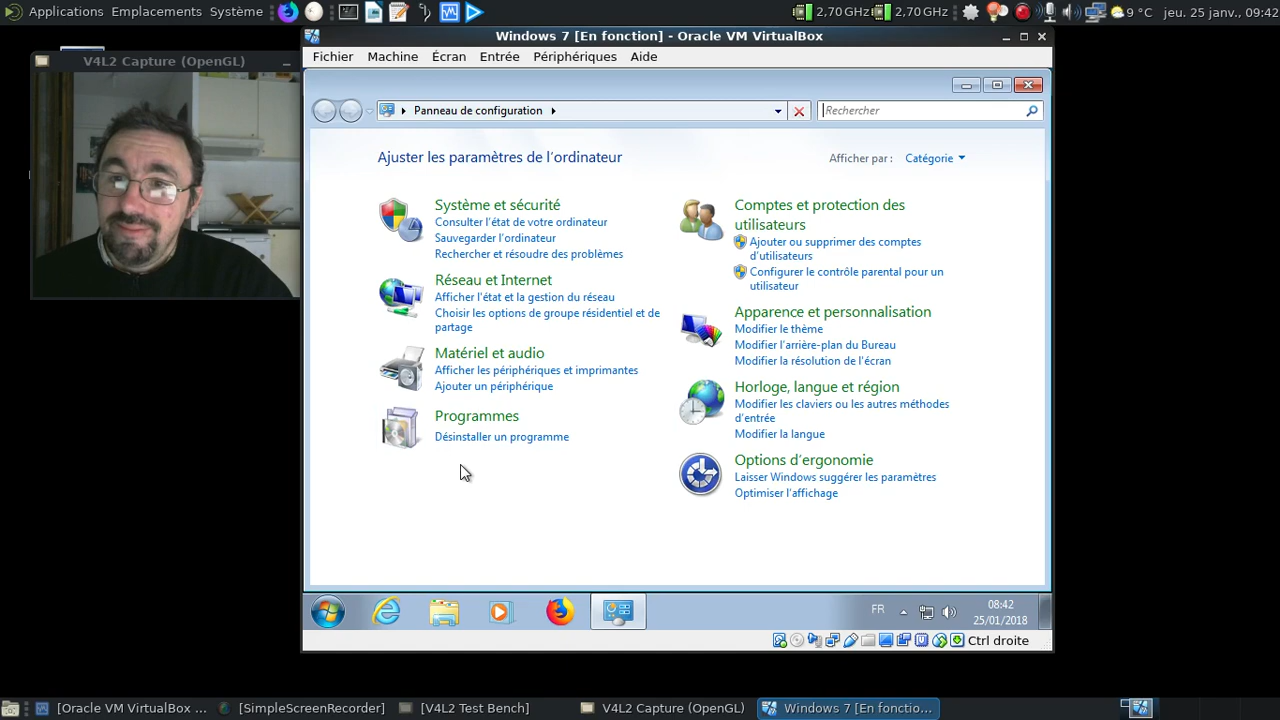 Applications Emplacements Système 2,70 GHz 2,70 GHz 9 °C jeu. 25 janv., 09:42
Windows 7 [En fonction] - Oracle VM VirtualBox
V4L2 Capture (OpenGL)
Fichier Machine Écran Entrée Périphériques Aide
Panneau de configuration
Rechercher
Ajuster les paramètres de l'ordinateur
Afficher par : Catégorie
Système et sécurité
Consulter l'état de votre ordinateur
Sauvegarder l'ordinateur
Rechercher et résoudre des problèmes
Réseau et Internet
Afficher l'état et la gestion du réseau
Choisir les options de groupe résidentiel et de
partage
Matériel et audio
Afficher les périphériques et imprimantes
Ajouter un périphérique
Programmes
Désinstaller un programme
Comptes et protection des
utilisateurs
Ajouter ou supprimer des comptes
d'utilisateurs
Configurer le contrôle parental pour un
utilisateur
Apparence et personnalisation
Modifier le thème
Modifier l'arrière-plan du Bureau
Modifier la résolution de l'écran
Horloge, langue et région
Modifier les claviers ou les autres méthodes
d'entrée
Modifier la langue
Options d'ergonomie
Laisser Windows suggérer les paramètres
Optimiser l'affichage
FR
08:42
25/01/2018
Ctrl droite
[Oracle VM VirtualBox ... [SimpleScreenRecorder] [V4L2 Test Bench] V4L2 Capture (OpenGL) Windows 7 [En fonctio...